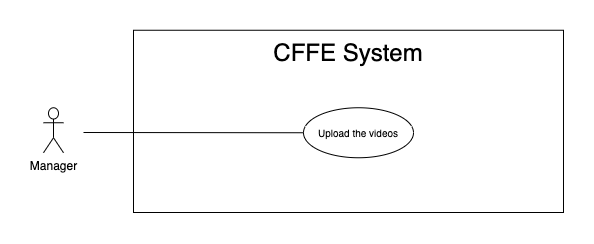 CFFE System
Upload the videos
Manager